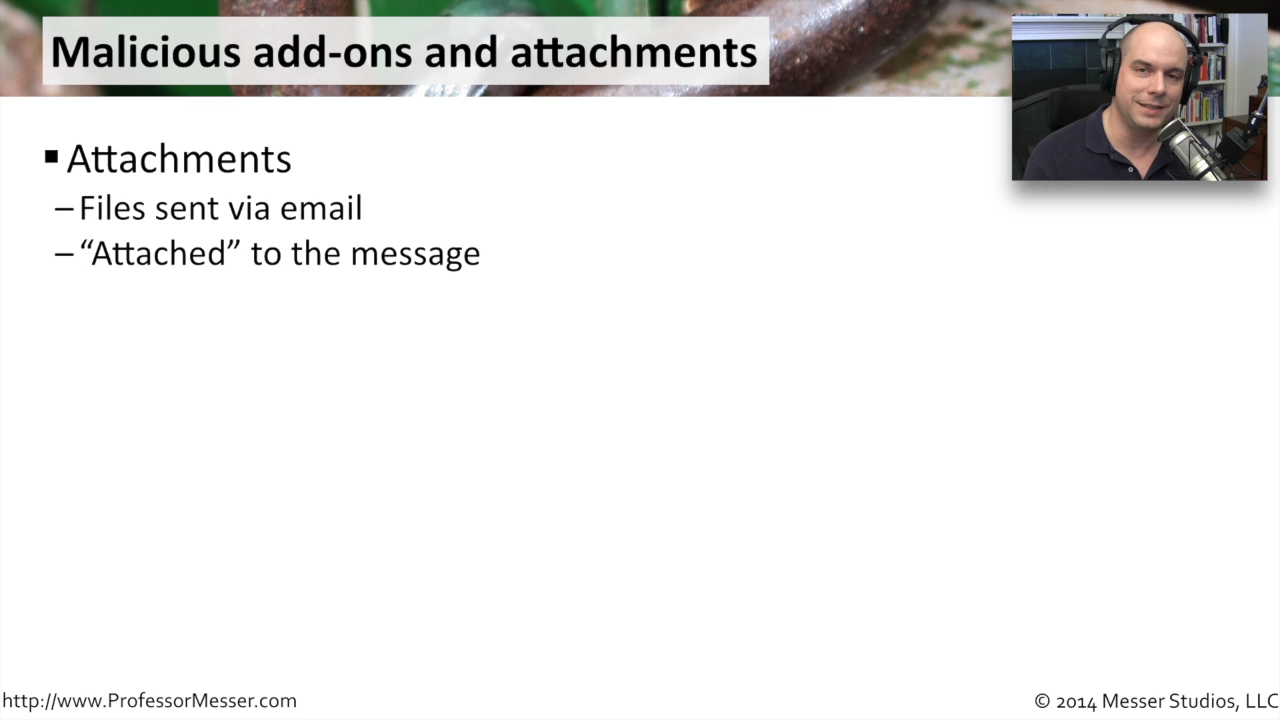 Malicious add-ons and attachments
▪ Attachments
– Files sent via email
– “Attached” to the message
http://www.ProfessorMesser.com
© 2014 Messer Studios, LLC